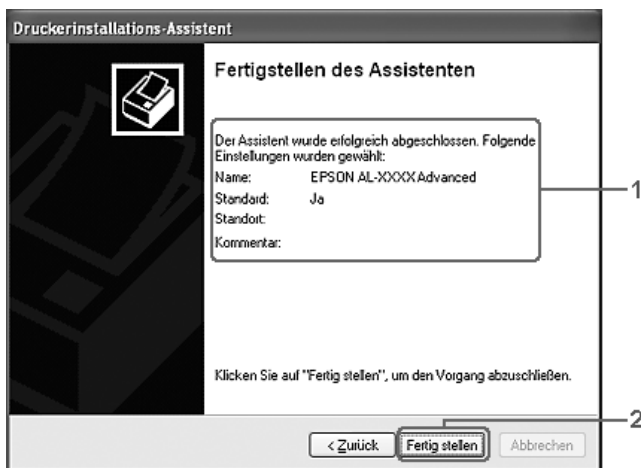 Druckerinstallations-Assistent
Fertigstellen des Assistenten
Der Assistent wurde erfolgreich abgeschlossen. Folgende
Einstellungen wurden gewählt:
Name: EPSON AL-XXXX Advanced
Standard: Ja
Standort:
Kommentar:
1
Klicken Sie auf "Fertig stellen", um den Vorgang abzuschließen.
2
< Zurück Fertig stellen Abbrechen